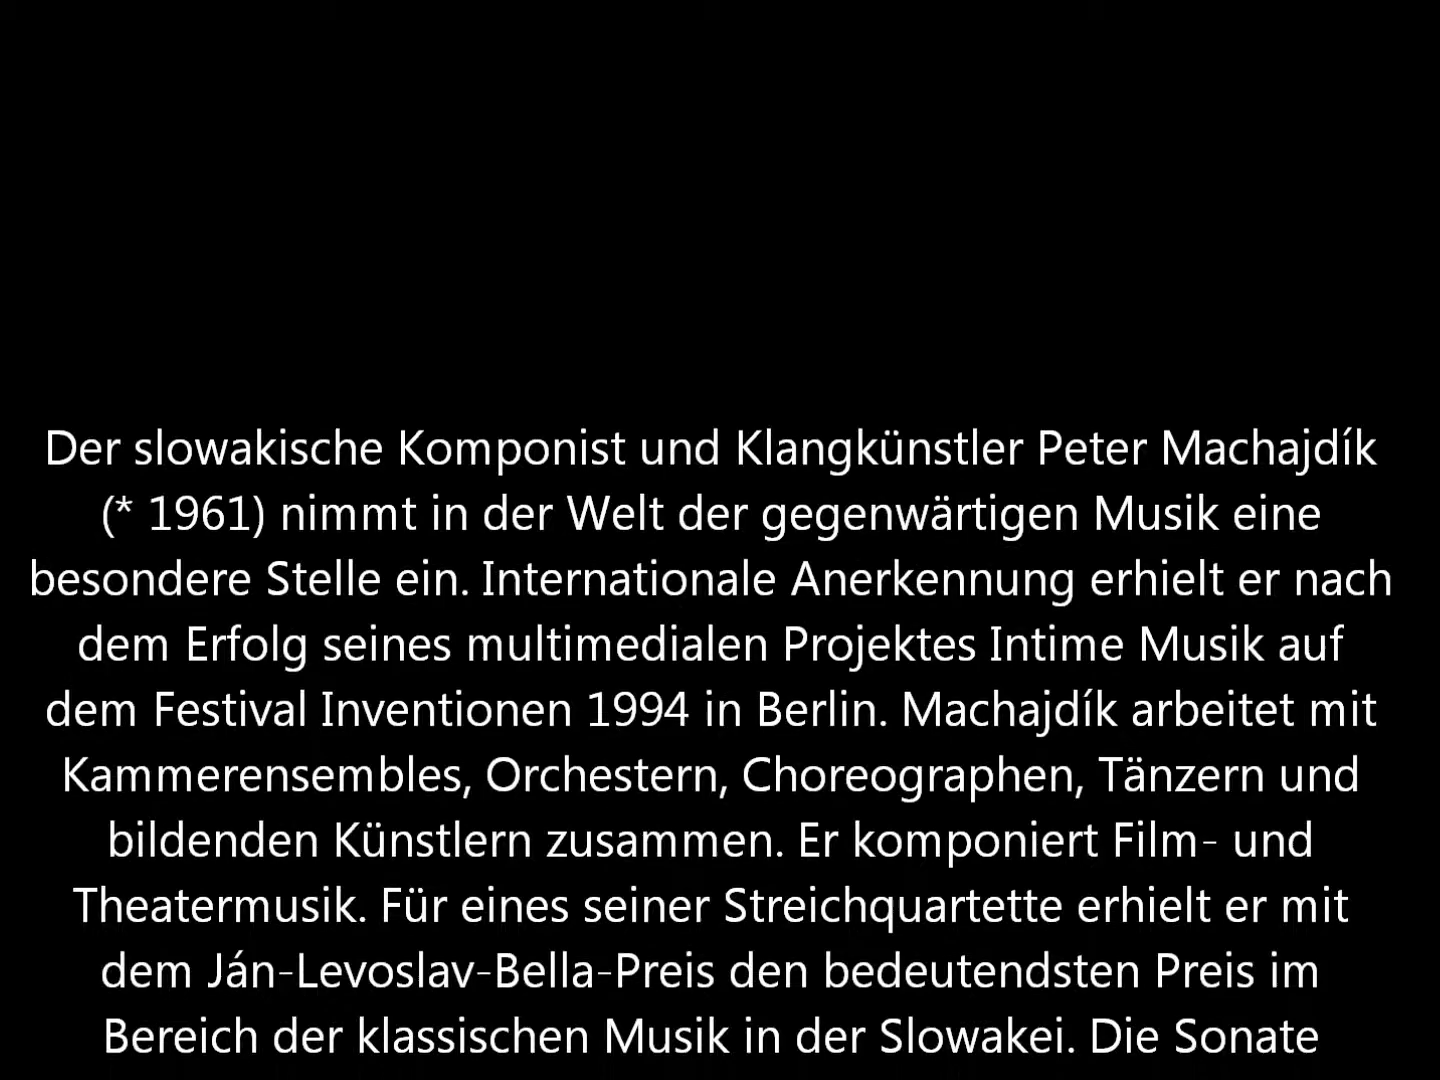 Der slowakische Komponist und Klangkünstler Peter Machajdík
(* 1961) nimmt in der Welt der gegenwärtigen Musik eine
besondere Stelle ein. Internationale Anerkennung erhielt er nach
dem Erfolg seines multimedialen Projektes Intime Musik auf
dem Festival Inventionen 1994 in Berlin. Machajdík arbeitet mit
Kammerensembles, Orchestern, Choreographen, Tänzern und
bildenden Künstlern zusammen. Er komponiert Film- und
Theatermusik. Für eines seiner Streichquartette erhielt er mit
dem Ján-Levoslav-Bella-Preis den bedeutendsten Preis im
Bereich der klassischen Musik in der Slowakei. Die Sonate